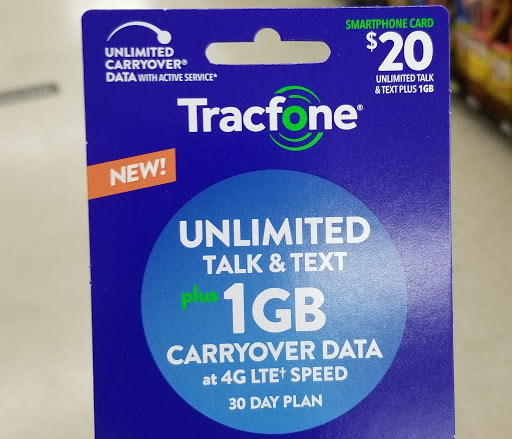 UNLIMITED
CARRYOVER®
DATA WITH ACTIVE SERVICE*
SMARTPHONE CARD
$20
UNLIMITED TALK
& TEXT PLUS 1GB
Tracfone®
NEW!
UNLIMITED
TALK & TEXT
plus 1GB
CARRYOVER DATA
at 4G LTE† SPEED
30 DAY PLAN